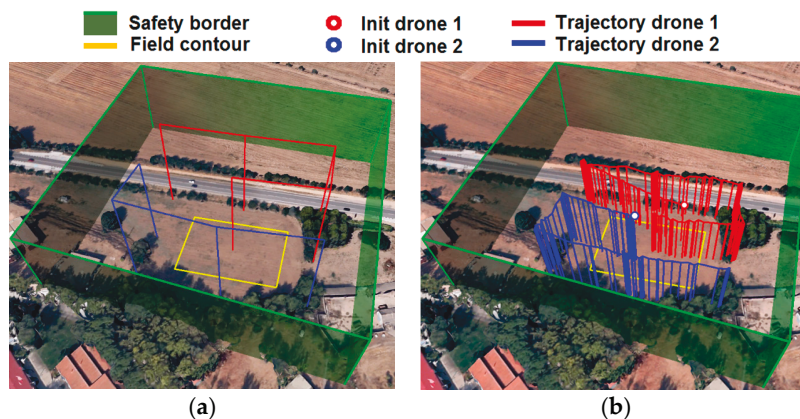 Safety border Init drone 1 Trajectory drone 1
Field contour Init drone 2 Trajectory drone 2
(a) (b)